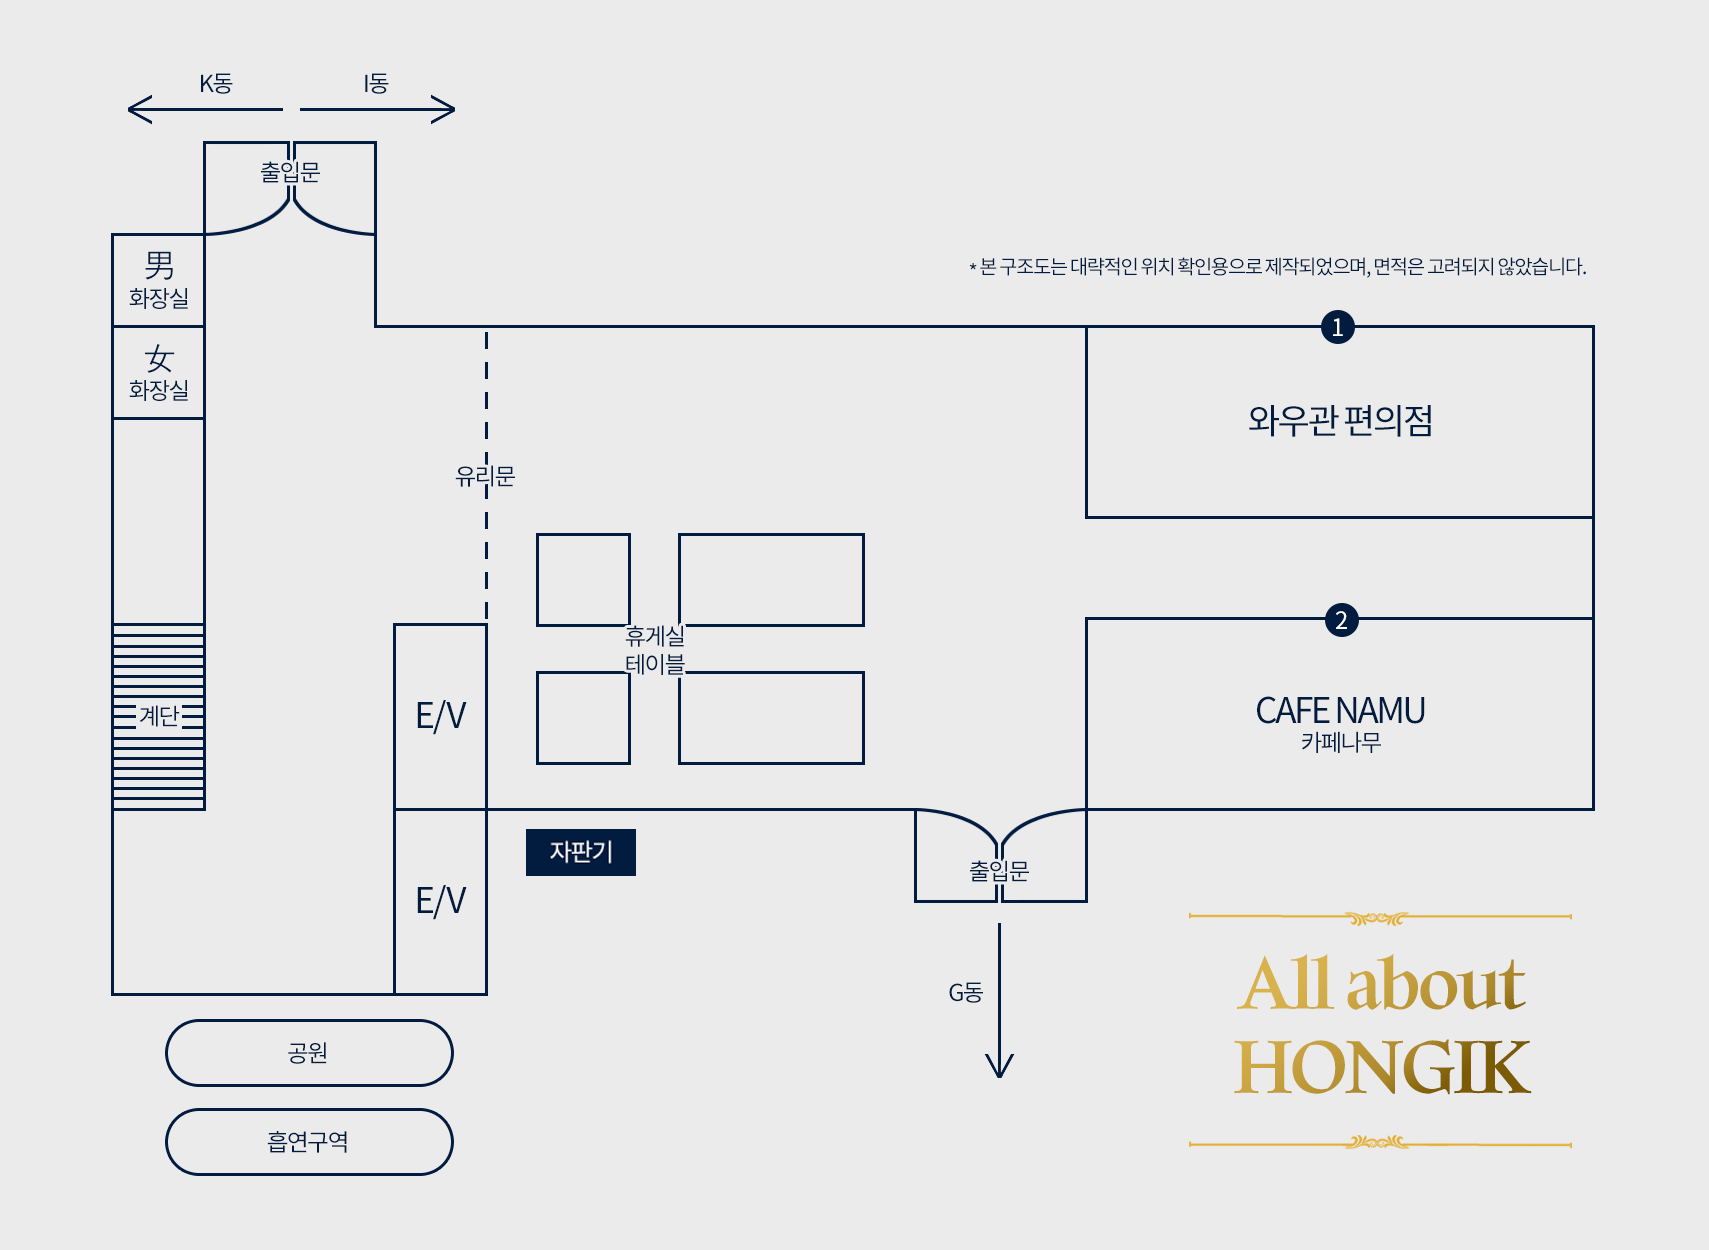 K동
I동
출입문
男
화장실
女
화장실
* 본 구조도는 대략적인 위치 확인용으로 제작되었으며, 면적은 고려되지 않았습니다.
1
와우관 편의점
유리문
2
휴게실
테이블
계단
E/V
CAFE NAMU
카페나무
자판기
출입문
E/V
G동
공원
흡연구역
All about
HONGIK